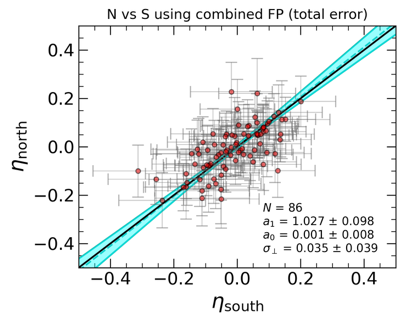 N vs S using combined FP (total error)
0.4
0.2
0.0
−0.2
−0.4
η_north
N = 86
a₁ = 1.027 ± 0.098
a₀ = 0.001 ± 0.008
σ⊥ = 0.035 ± 0.039
−0.4 −0.2 0.0 0.2 0.4
η_south